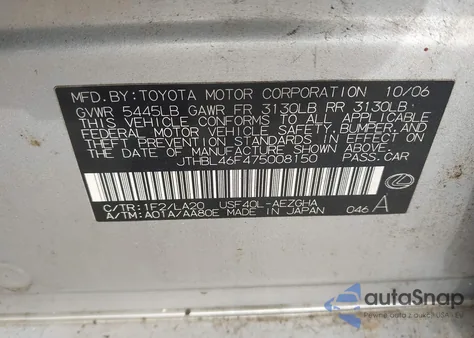 MFD.BY:TOYOTA MOTOR CORPORATION 10/06
GVWR 5445LB GAWR FR 3130LB RR 3130LB
THIS VEHICLE CONFORMS TO ALL APPLICABLE
FEDERAL MOTOR VEHICLE SAFETY, BUMPER, AND
THEFT PREVENTION STANDARDS IN EFFECT ON
THE DATE OF MANUFACTURE SHOWN ABOVE.
JTHBL46F475008150 PASS.CAR
C/TR:1F2/LA20 USF40L-AEZGHA
A/TM:A01A/AA80E MADE IN JAPAN 046 A
autoSnap